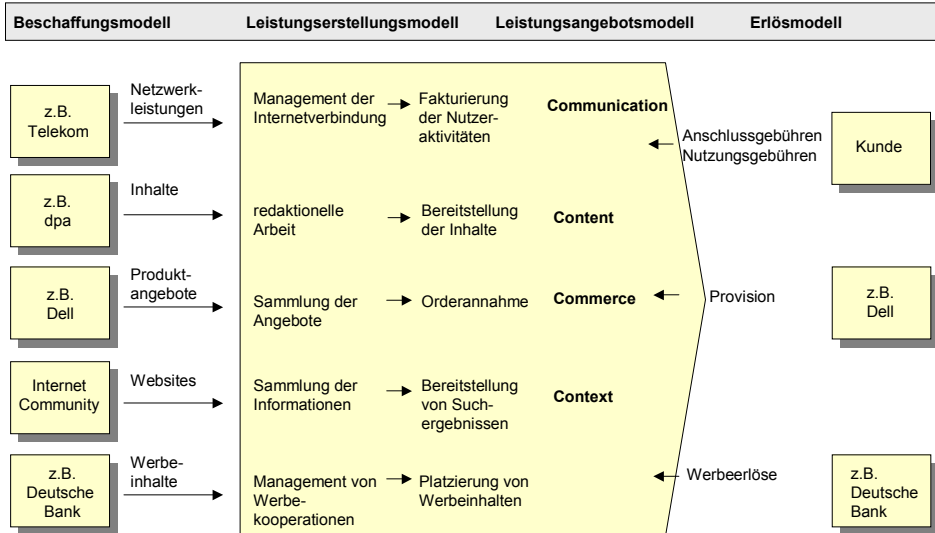 Beschaffungsmodell Leistungserstellungsmodell Leistungsangebotsmodell Erlösmodell
z.B.
Telekom
Netzwerk-
leistungen
Management der
Internetverbindung
Fakturierung
der Nutzer-
aktivitäten
Communication
Anschlussgebühren
Nutzungsgebühren
Kunde
z.B.
dpa
Inhalte
redaktionelle
Arbeit
Bereitstellung
der Inhalte
Content
z.B.
Dell
Produkt-
angebote
Sammlung der
Angebote
Orderannahme
Commerce
Provision
z.B.
Dell
Internet
Community
Websites
Sammlung der
Informationen
Bereitstellung
von Such-
ergebnissen
Context
z.B.
Deutsche
Bank
Werbe-
inhalte
Management von
Werbe-
kooperationen
Platzierung von
Werbeinhalten
Werbeerlöse
z.B.
Deutsche
Bank